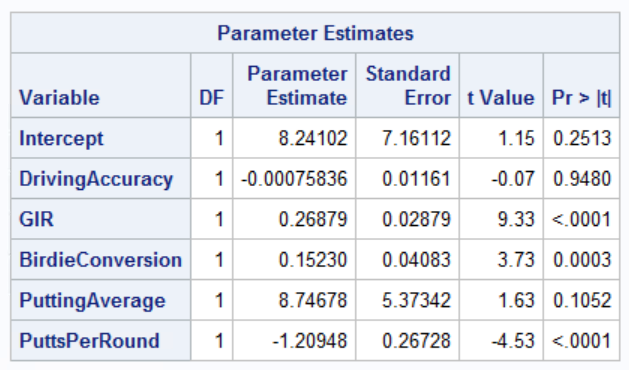 Parameter Estimates
Variable DF Parameter Estimate Standard Error t Value Pr > |t|
Intercept 1 8.24102 7.16112 1.15 0.2513
DrivingAccuracy 1 -0.00075836 0.01161 -0.07 0.9480
GIR 1 0.26879 0.02879 9.33 <.0001
BirdieConversion 1 0.15230 0.04083 3.73 0.0003
PuttingAverage 1 8.74678 5.37342 1.63 0.1052
PuttsPerRound 1 -1.20948 0.26728 -4.53 <.0001